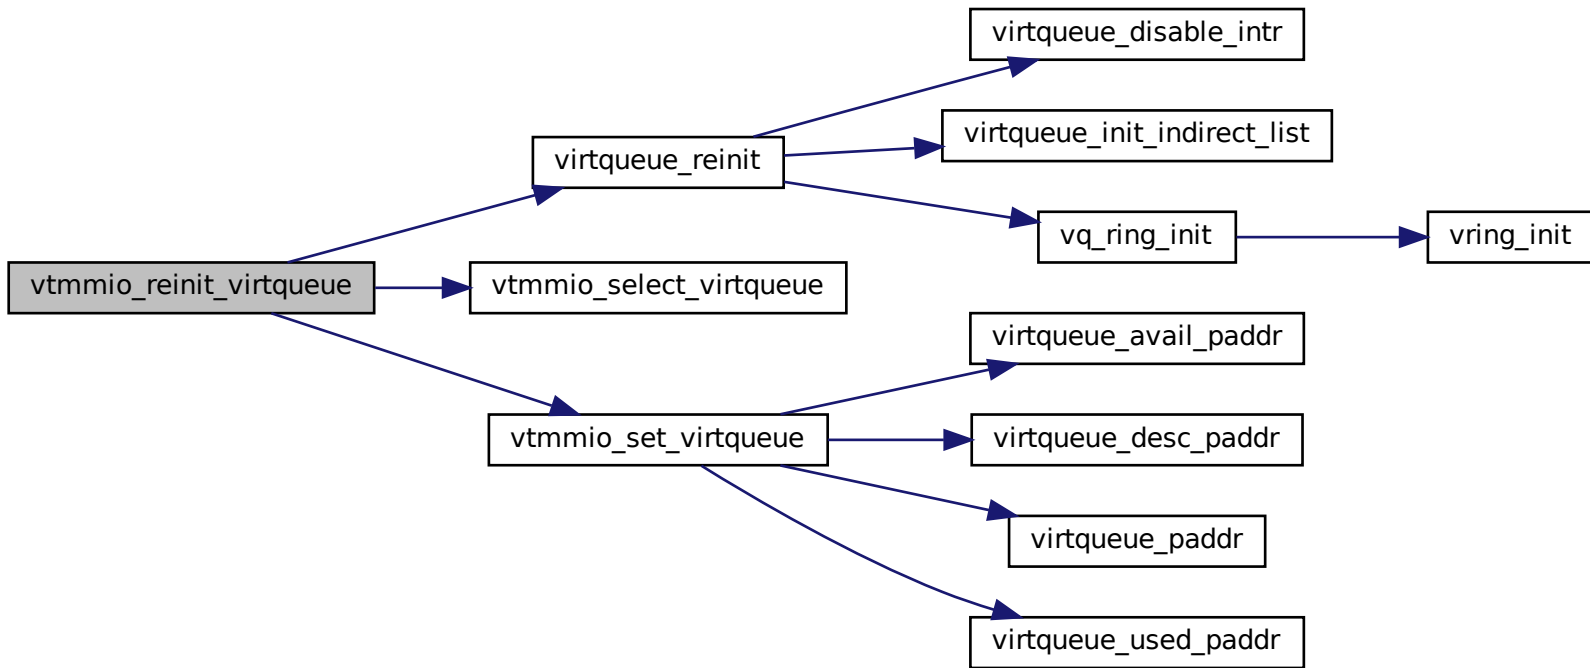 virtqueue_disable_intr
virtqueue_init_indirect_list
virtqueue_reinit
vq_ring_init
vring_init
vtmmio_reinit_virtqueue
vtmmio_select_virtqueue
virtqueue_avail_paddr
vtmmio_set_virtqueue
virtqueue_desc_paddr
virtqueue_paddr
virtqueue_used_paddr